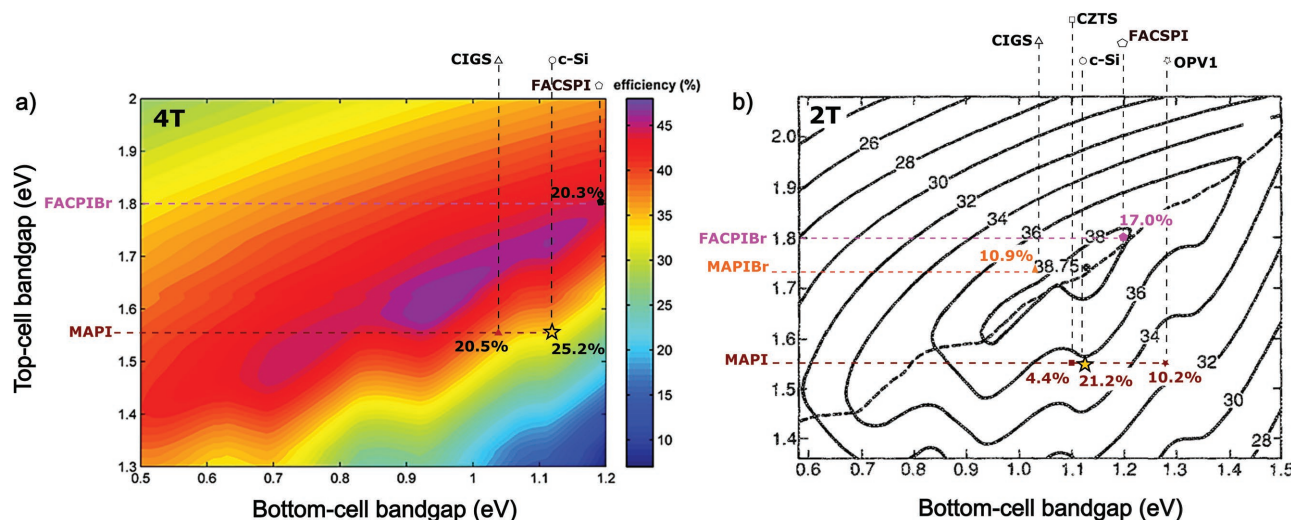 a)
4T
CIGS
c-Si
FACSPI
efficiency (%)
Top-cell bandgap (eV)
2
1.9
1.8
1.7
1.6
1.5
1.4
1.3
FACPIBr
MAPI
20.3%
20.5%
25.2%
45
40
35
30
25
20
15
10
0.5
0.6
0.7
0.8
0.9
1
1.1
1.2
Bottom-cell bandgap (eV)
b)
2T
CZTS
CIGS
FACSPI
c-Si
OPV1
Top-cell bandgap (eV)
2.0
1.9
1.8
1.7
1.6
1.5
1.4
FACPIBr
MAPIBr
MAPI
26
28
30
32
34
36
38
38.75
36
34
32
30
28
17.0%
10.9%
4.4%
21.2%
10.2%
0.6
0.7
0.8
0.9
1.0
1.1
1.2
1.3
1.4
1.5
Bottom-cell bandgap (eV)